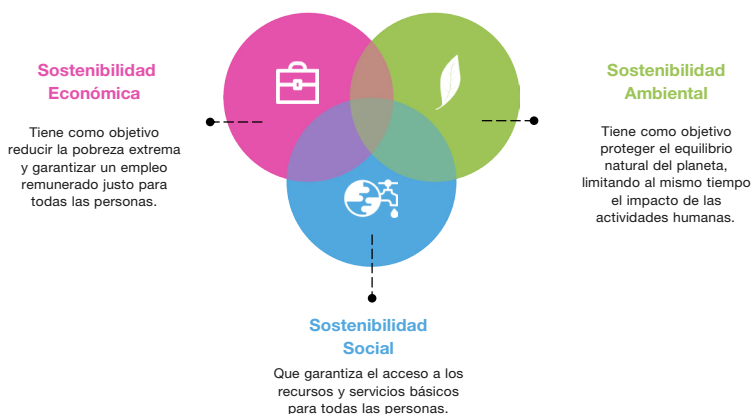 Sostenibilidad
Económica
Tiene como objetivo
reducir la pobreza extrema
y garantizar un empleo
remunerado justo para
todas las personas.
Sostenibilidad
Ambiental
Tiene como objetivo
proteger el equilibrio
natural del planeta,
limitando al mismo tiempo
el impacto de las
actividades humanas.
Sostenibilidad
Social
Que garantiza el acceso a los
recursos y servicios básicos
para todas las personas.